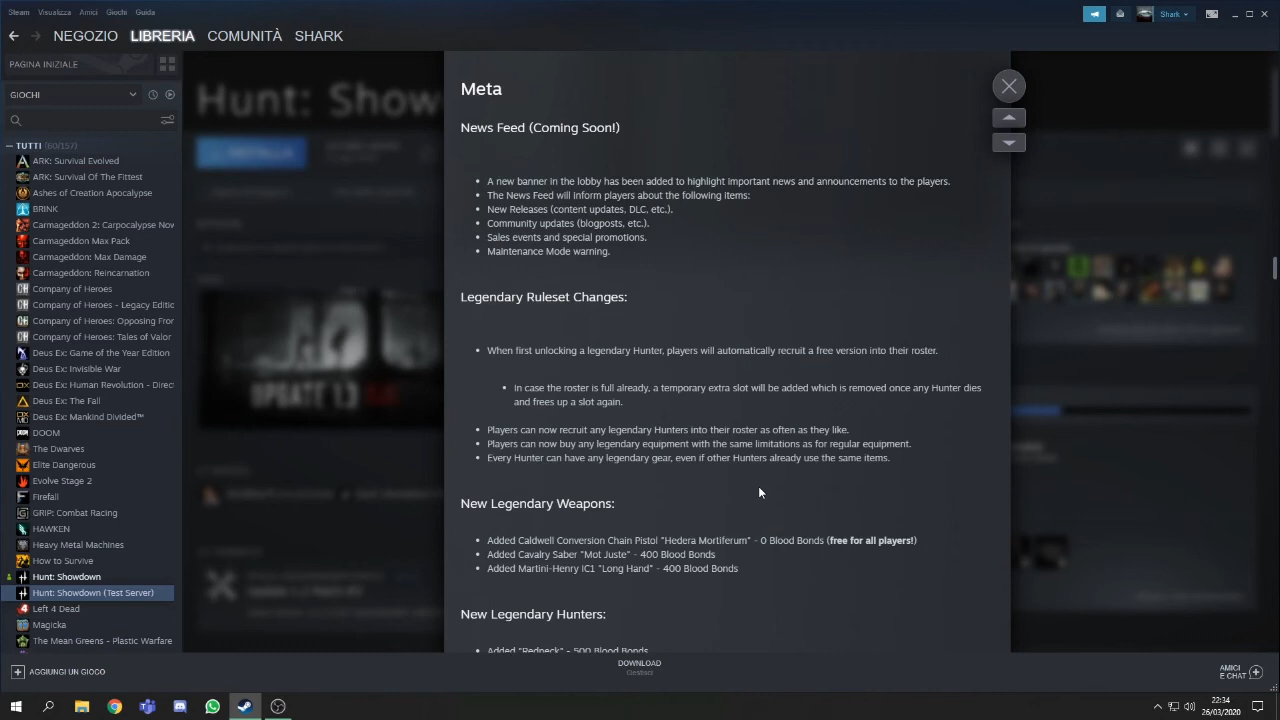 Steam Visualizza Amici Giochi Guida
Shark
NEGOZIO LIBRERIA COMUNITÀ SHARK
PAGINA INIZIALE
GIOCHI
TUTTI (60/157)
ARK: Survival Evolved
ARK: Survival Of The Fittest
Ashes of Creation Apocalypse
BRINK
Carmageddon 2: Carpocalypse Nov
Carmageddon Max Pack
Carmageddon: Max Damage
Carmageddon: Reincarnation
Company of Heroes
Company of Heroes - Legacy Editic
Company of Heroes: Opposing Fron
Company of Heroes: Tales of Valor
Deus Ex: Game of the Year Edition
Deus Ex: Invisible War
Deus Ex: Human Revolution - Direct
Deus Ex: The Fall
Deus Ex: Mankind Divided™
DOOM
The Dwarves
Elite Dangerous
Evolve Stage 2
Firefall
GRIP: Combat Racing
HAWKEN
Heavy Metal Machines
How to Survive
Hunt: Showdown
Hunt: Showdown (Test Server)
Left 4 Dead
Magicka
The Mean Greens - Plastic Warfare
AGGIUNGI UN GIOCO
Hunt: Show
INSTALLA
UPDATE 1.3
Meta
News Feed (Coming Soon!)
• A new banner in the lobby has been added to highlight important news and announcements to the players.
• The News Feed will inform players about the following items:
• New Releases (content updates, DLC, etc.).
• Community updates (blogposts, etc.).
• Sales events and special promotions.
• Maintenance Mode warning.
Legendary Ruleset Changes:
• When first unlocking a legendary Hunter, players will automatically recruit a free version into their roster.
• In case the roster is full already, a temporary extra slot will be added which is removed once any Hunter dies
and frees up a slot again.
• Players can now recruit any legendary Hunters into their roster as often as they like.
• Players can now buy any legendary equipment with the same limitations as for regular equipment.
• Every Hunter can have any legendary gear, even if other Hunters already use the same items.
New Legendary Weapons:
• Added Caldwell Conversion Chain Pistol "Hedera Mortiferum" - 0 Blood Bonds (free for all players!)
• Added Cavalry Saber "Mot Juste" - 400 Blood Bonds
• Added Martini-Henry IC1 "Long Hand" - 400 Blood Bonds
New Legendary Hunters:
• Added "Redneck" - 500 Blood Bonds
DOWNLOAD
Gestisci
AMICI
E CHAT
22:34
26/03/2020